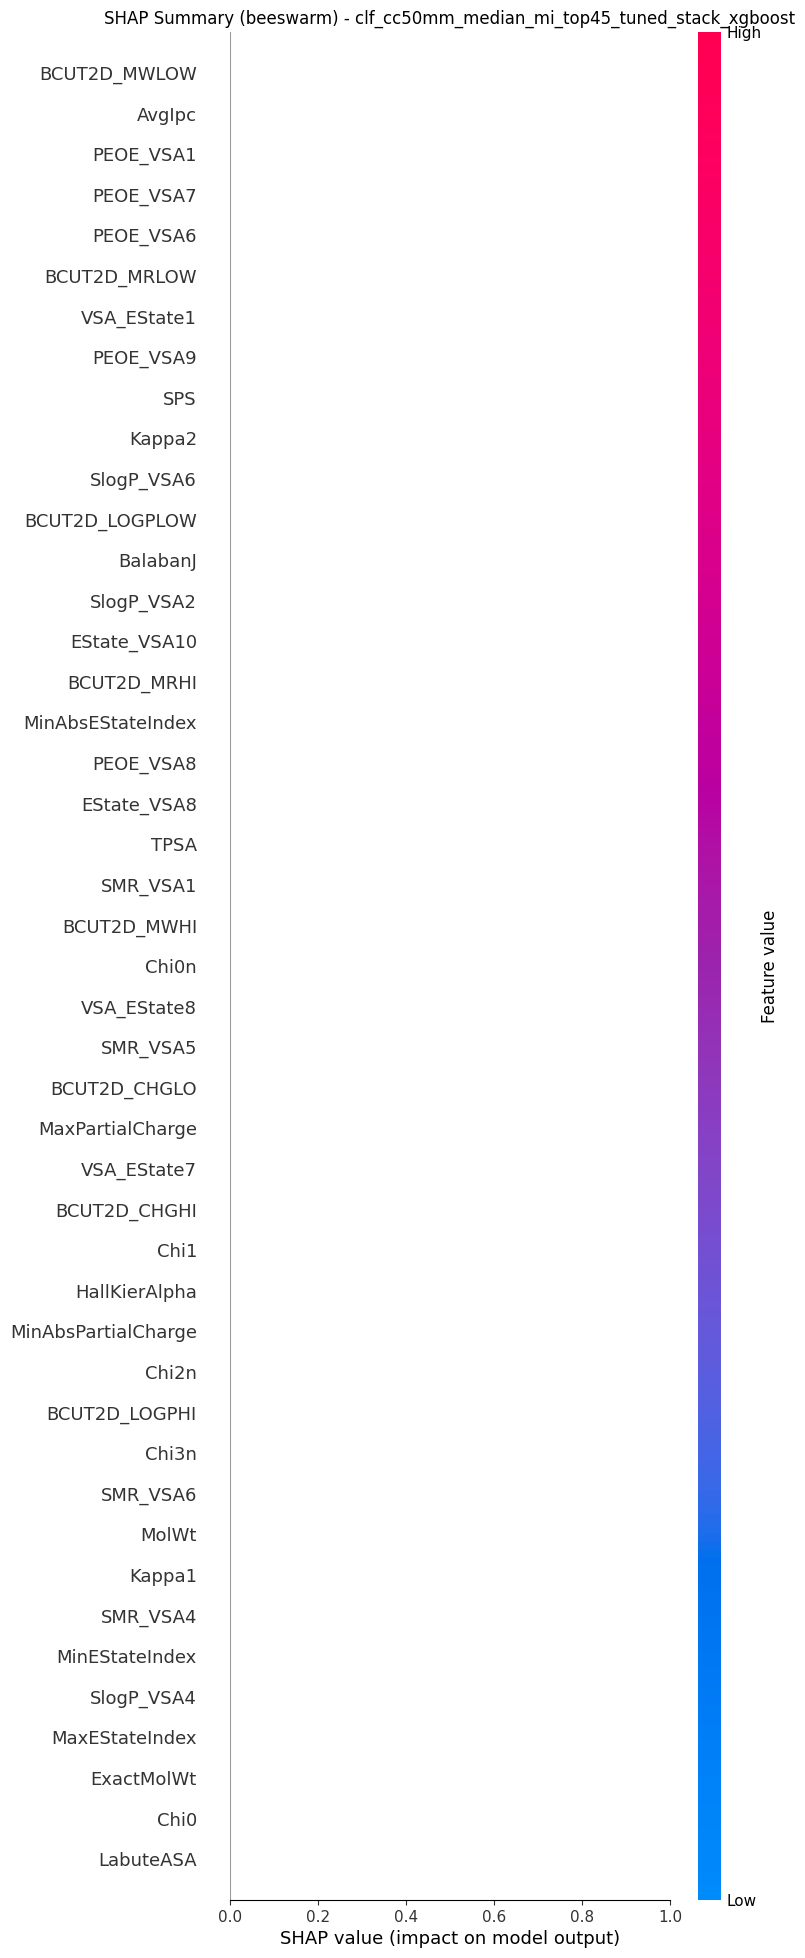 SHAP Summary (beeswarm) - clf_cc50mm_median_mi_top45_tuned_stack_xgboost
High
BCUT2D_MWLOW
AvgIpc
PEOE_VSA1
PEOE_VSA7
PEOE_VSA6
BCUT2D_MRLOW
VSA_EState1
PEOE_VSA9
SPS
Kappa2
SlogP_VSA6
BCUT2D_LOGPLOW
BalabanJ
SlogP_VSA2
EState_VSA10
BCUT2D_MRHI
MinAbsEStateIndex
PEOE_VSA8
EState_VSA8
TPSA
SMR_VSA1
BCUT2D_MWHI
Chi0n
VSA_EState8
SMR_VSA5
BCUT2D_CHGLO
MaxPartialCharge
VSA_EState7
BCUT2D_CHGHI
Chi1
HallKierAlpha
MinAbsPartialCharge
Chi2n
BCUT2D_LOGPHI
Chi3n
SMR_VSA6
MolWt
Kappa1
SMR_VSA4
MinEStateIndex
SlogP_VSA4
MaxEStateIndex
ExactMolWt
Chi0
LabuteASA
Feature value
Low
0.0 0.2 0.4 0.6 0.8 1.0
SHAP value (impact on model output)